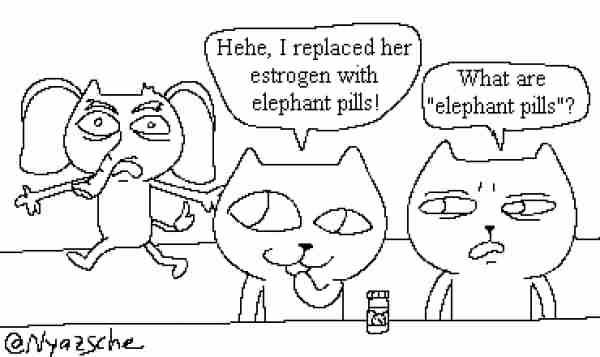 Hehe, I replaced her
estrogen with
elephant pills!
What are
"elephant pills"?
@Nyazsche